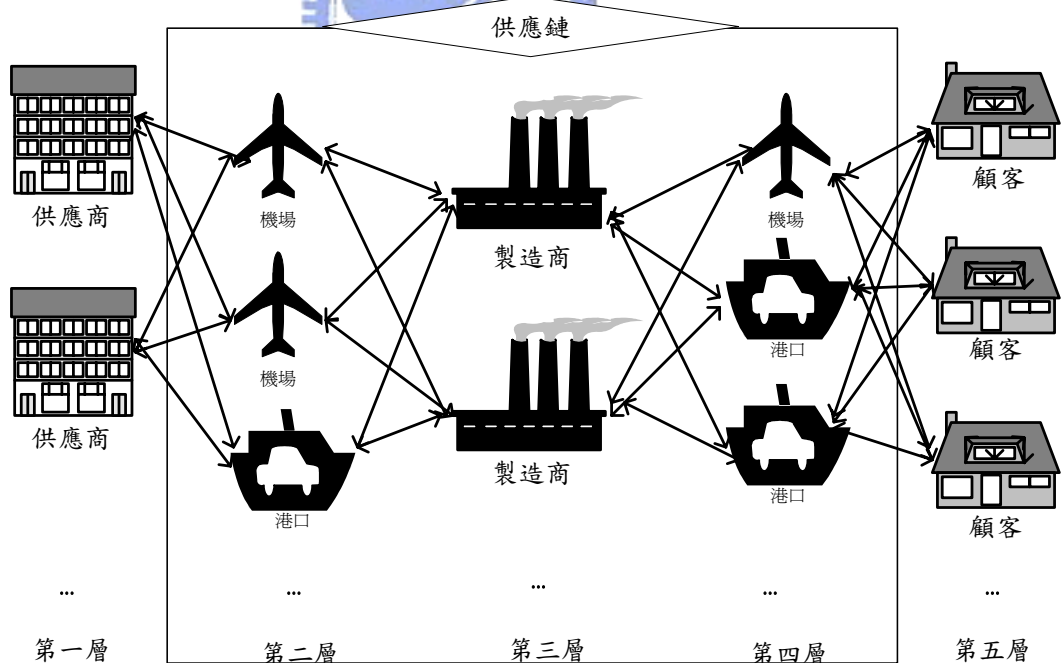 供應鏈
供應商
機場
製造商
機場
顧客
供應商
機場
製造商
港口
顧客
港口
港口
顧客
... ... ... ... ...
第一層 第二層 第三層 第四層 第五層